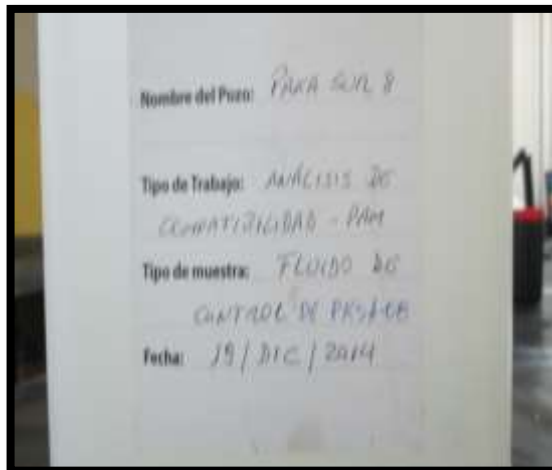 Nombre del Pozo: PAKA SUR 8
Tipo de Trabajo: ANÁLISIS DE
COMPATIBILIDAD - PAM
Tipo de muestra: FLUIDO DE
CONTROL DE
Fecha: 19/DIC/2014